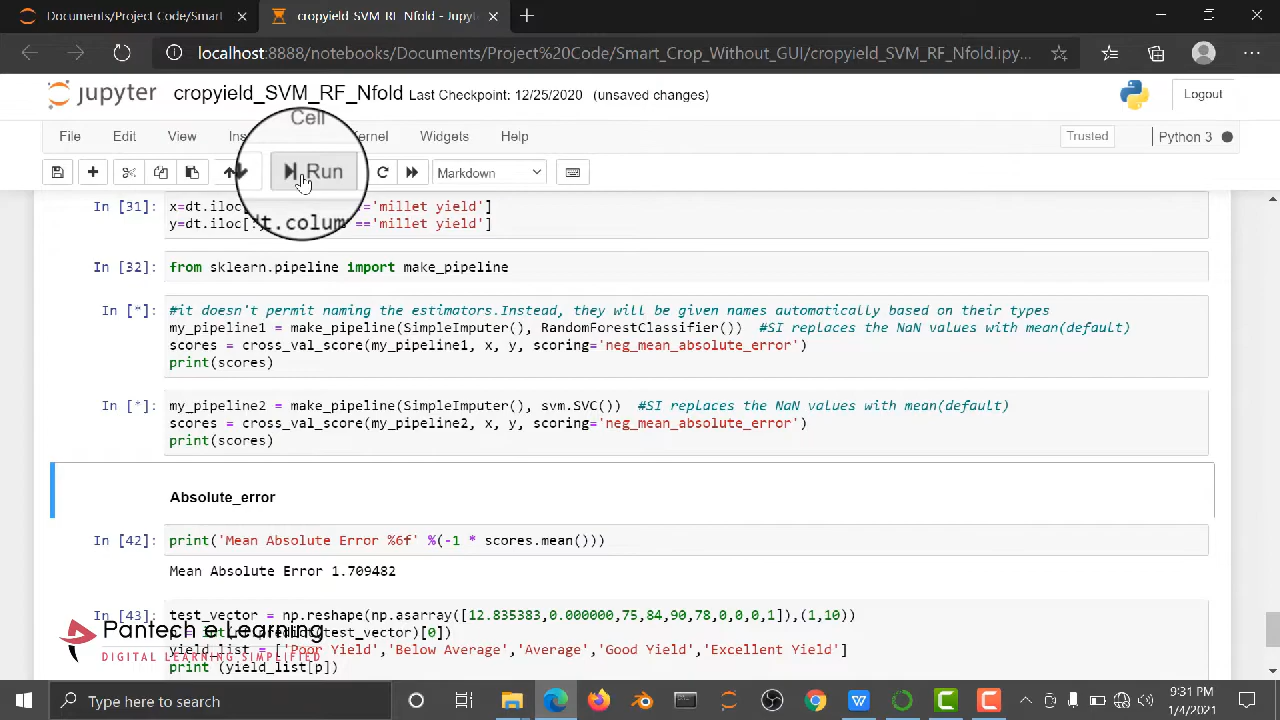 Documents/Project Code/Smart
cropyield_SVM_RF_Nfold - Jupyte
localhost:8888/notebooks/Documents/Project%20Code/Smart_Crop_Without_GUI/cropyield_SVM_RF_Nfold.ipy...
jupyter cropyield_SVM_RF_Nfold Last Checkpoint: 12/25/2020 (unsaved changes)
Logout
File Edit View Ins Cell ernel Widgets Help
Trusted Python 3
Run Markdown
In [31]: x=dt.iloc[ ='millet yield']
y=dt.iloc[:, t.colum =='millet yield']
In [32]: from sklearn.pipeline import make_pipeline
In [*]: #it doesn't permit naming the estimators.Instead, they will be given names automatically based on their types
my_pipeline1 = make_pipeline(SimpleImputer(), RandomForestClassifier()) #SI replaces the NaN values with mean(default)
scores = cross_val_score(my_pipeline1, x, y, scoring='neg_mean_absolute_error')
print(scores)
In [*]: my_pipeline2 = make_pipeline(SimpleImputer(), svm.SVC()) #SI replaces the NaN values with mean(default)
scores = cross_val_score(my_pipeline2, x, y, scoring='neg_mean_absolute_error')
print(scores)
Absolute_error
In [42]: print('Mean Absolute Error %6f' %(-1 * scores.mean()))
Mean Absolute Error 1.709482
In [43]: test_vector = np.reshape(np.asarray([12.835383,0.000000,75,84,90,78,0,0,0,1]),(1,10))
(test_vector)[0])
yield_list = ['Poor Yield','Below Average','Average','Good Yield','Excellent Yield']
print (yield_list[p])
Pantech e Learning
DIGITAL LEARNING SIMPLIFIED
Type here to search
9:31 PM
1/4/2021